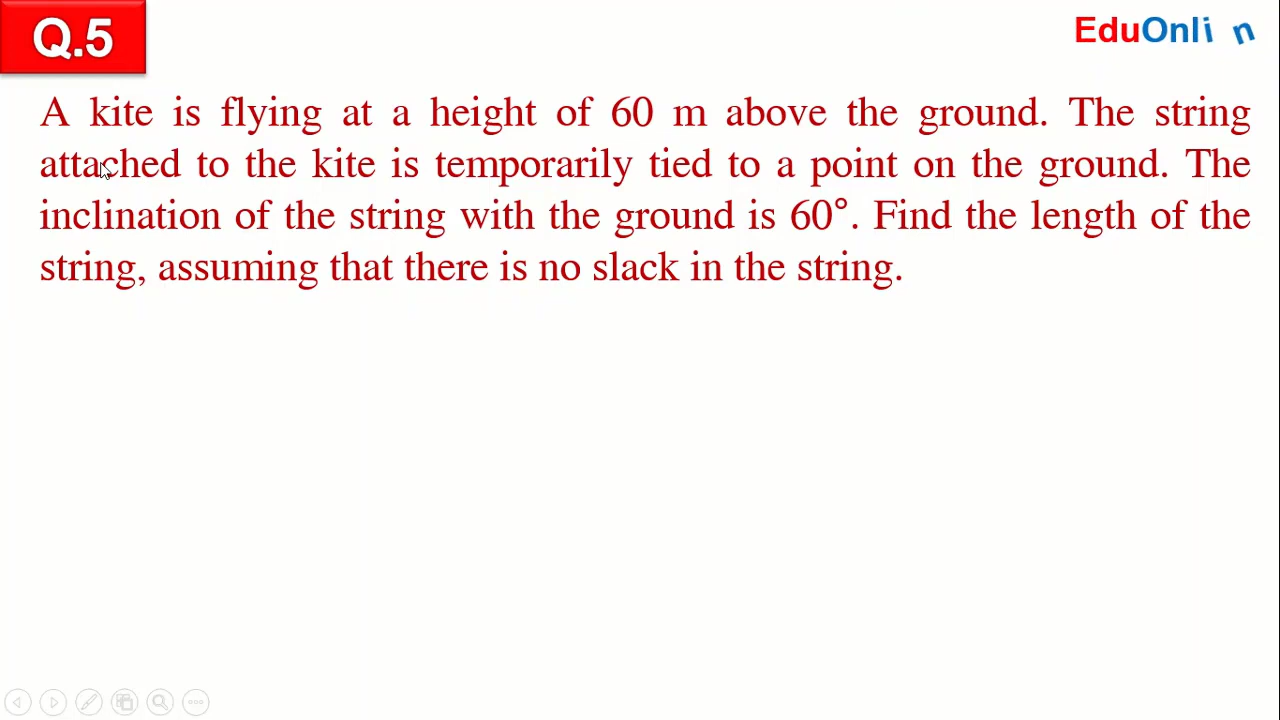 Q.5
EduOnlin
A kite is flying at a height of 60 m above the ground. The string
attached to the kite is temporarily tied to a point on the ground. The
inclination of the string with the ground is 60°. Find the length of the
string, assuming that there is no slack in the string.